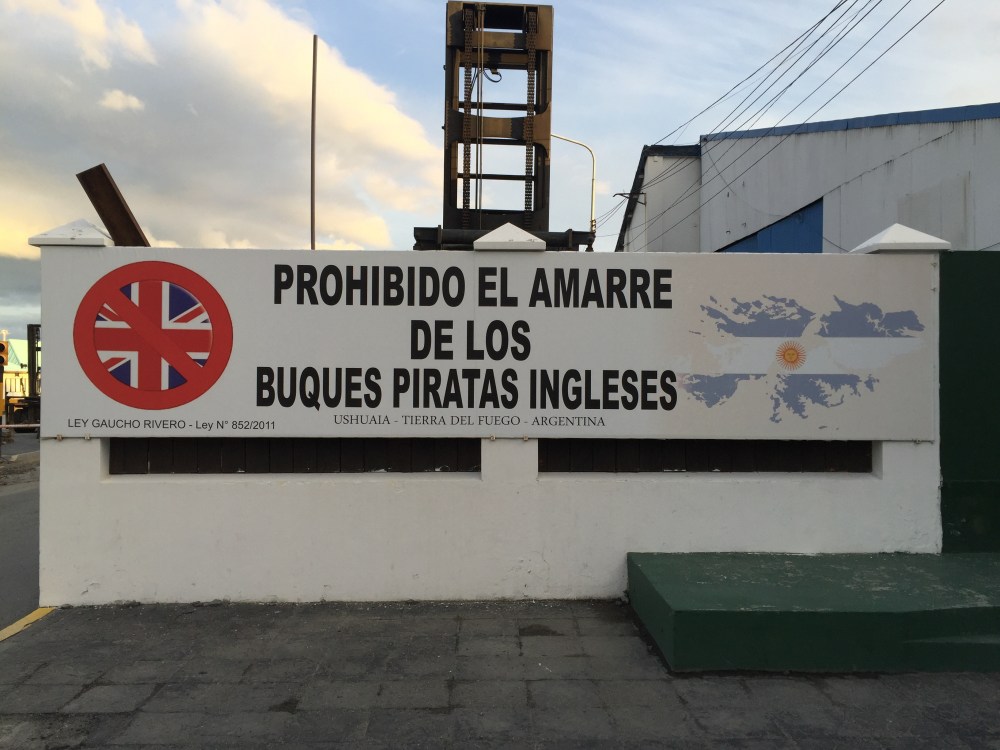 PROHIBIDO EL AMARRE
DE LOS
BUQUES PIRATAS INGLESES
USHUAIA - TIERRA DEL FUEGO - ARGENTINA
LEY GAUCHO RIVERO - Ley N° 852/2011